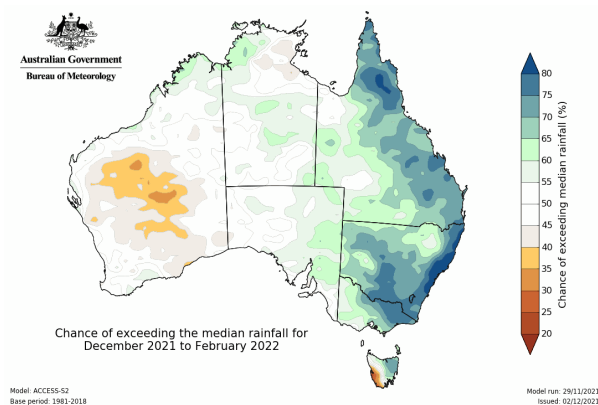 Australian Government
Bureau of Meteorology
80
75
70
65
60
55
50
45
40
35
30
25
20
Chance of exceeding median rainfall (%)
Chance of exceeding the median rainfall for
December 2021 to February 2022
Model: ACCESS-S2
Base period: 1981-2018
Model run: 29/11/2021
Issued: 02/12/2021